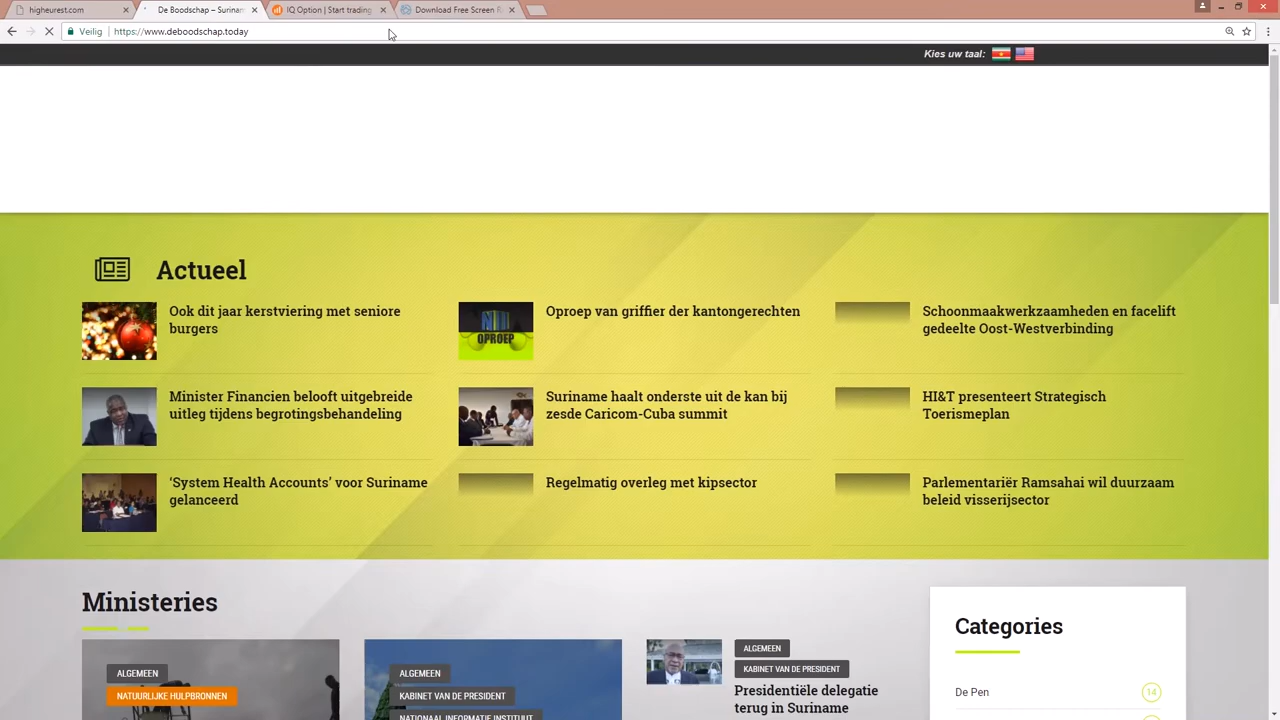 higheurest.com
De Boodschap – Surinam
IQ Option | Start trading
Download Free Screen R
Veilig
https://www.deboodschap.today
Kies uw taal:
Actueel
Ook dit jaar kerstviering met seniore
burgers
Oproep van griffier der kantongerechten
OPROEP
Schoonmaakwerkzaamheden en facelift
gedeelte Oost-Westverbinding
Minister Financien belooft uitgebreide
uitleg tijdens begrotingsbehandeling
Suriname haalt onderste uit de kan bij
zesde Caricom-Cuba summit
HI&T presenteert Strategisch
Toerismeplan
‘System Health Accounts’ voor Suriname
gelanceerd
Regelmatig overleg met kipsector
Parlementariër Ramsahai wil duurzaam
beleid visserijsector
Ministeries
ALGEMEEN
NATUURLIJKE HULPBRONNEN
ALGEMEEN
KABINET VAN DE PRESIDENT
NATIONAAL INFORMATIE INSTITUUT
ALGEMEEN
KABINET VAN DE PRESIDENT
Presidentiële delegatie
terug in Suriname
Categories
De Pen
14